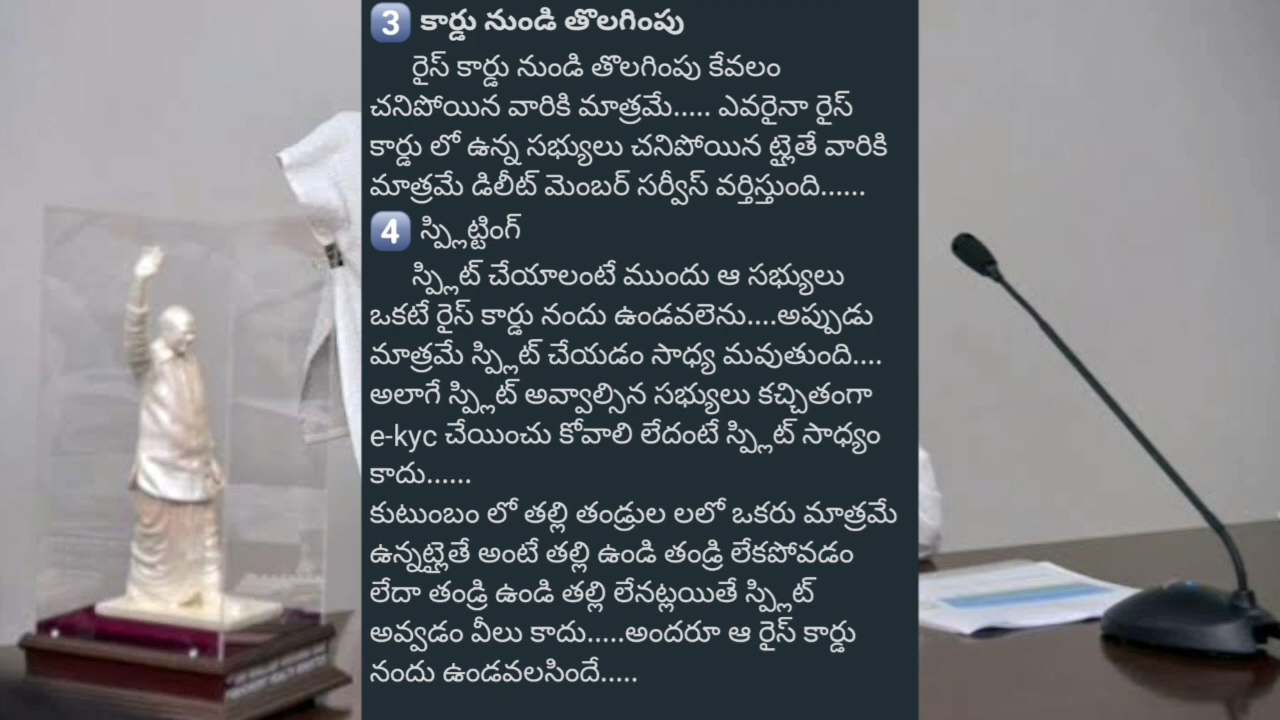 3 కార్డు నుండి తొలగింపు
రైస్ కార్డు నుండి తొలగింపు కేవలం
చనిపోయిన వారికి మాత్రమే..... ఎవరైనా రైస్
కార్డు లో ఉన్న సభ్యులు చనిపోయిన ట్లైతే వారికి
మాత్రమే డిలీట్ మెంబర్ సర్వీస్ వర్తిస్తుంది......
4 స్ప్లిట్టింగ్
స్ప్లిట్ చేయాలంటే ముందు ఆ సభ్యులు
ఒకటే రైస్ కార్డు నందు ఉండవలెను....అప్పుడు
మాత్రమే స్ప్లిట్ చేయడం సాధ్య మవుతుంది....
అలాగే స్ప్లిట్ అవ్వాల్సిన సభ్యులు కచ్చితంగా
e-kyc చేయించు కోవాలి లేదంటే స్ప్లిట్ సాధ్యం
కాదు......
కుటుంబం లో తల్లి తండ్రుల లలో ఒకరు మాత్రమే
ఉన్నట్లైతే అంటే తల్లి ఉండి తండ్రి లేకపోవడం
లేదా తండ్రి ఉండి తల్లి లేనట్లయితే స్ప్లిట్
అవ్వడం వీలు కాదు.....అందరూ ఆ రైస్ కార్డు
నందు ఉండవలసిందే.....